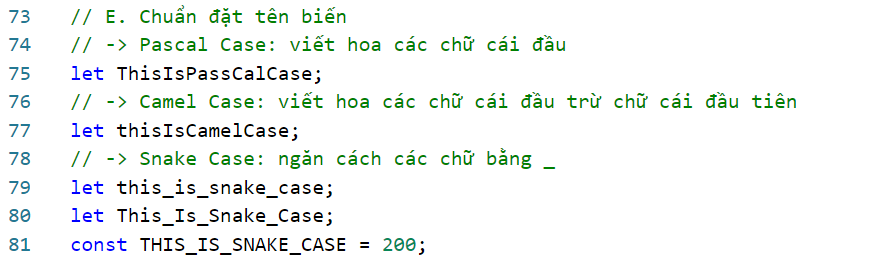 73 // E. Chuẩn đặt tên biến
74 // -> Pascal Case: viết hoa các chữ cái đầu
75 let ThisIsPassCalCase;
76 // -> Camel Case: viết hoa các chữ cái đầu trừ chữ cái đầu tiên
77 let thisIsCamelCase;
78 // -> Snake Case: ngăn cách các chữ bằng _
79 let this_is_snake_case;
80 let This_Is_Snake_Case;
81 const THIS_IS_SNAKE_CASE = 200;